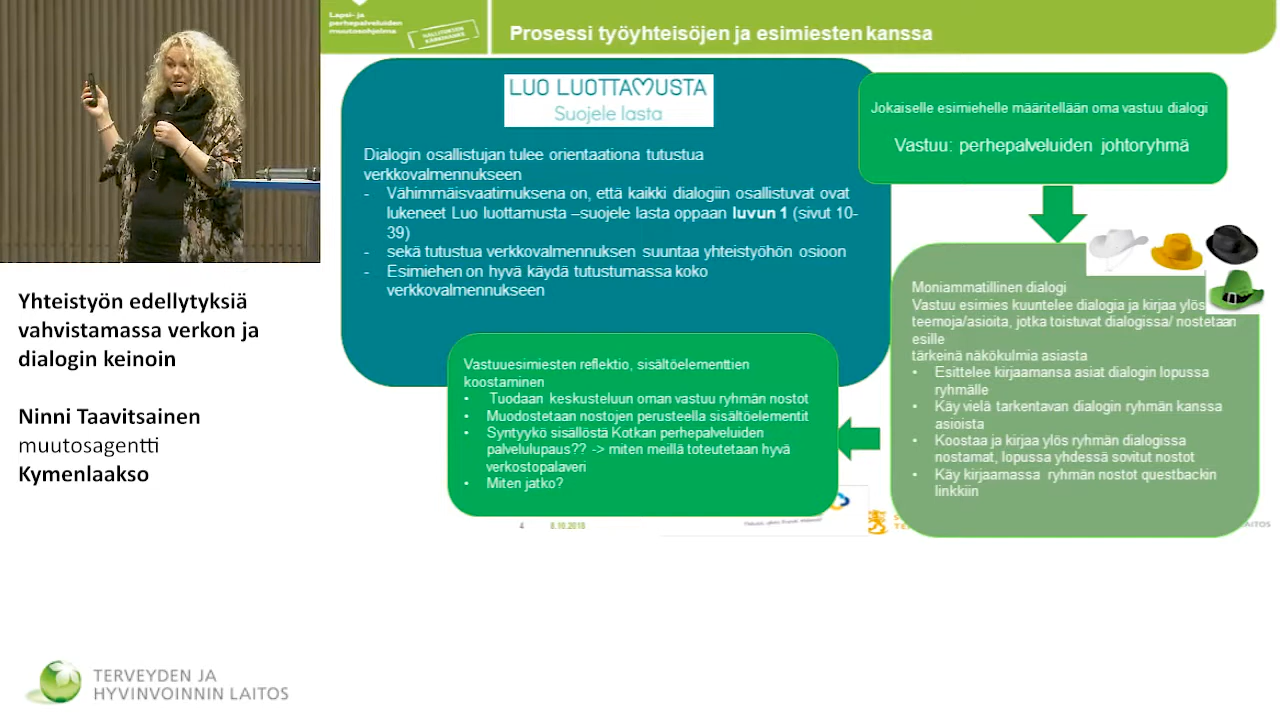 Lapsi- ja
perhepalveluiden
muutosohjelma
HALLITUKSEN
KÄRKIHANKE
Prosessi työyhteisöjen ja esimiesten kanssa
LUO LUOTTAMUSTA
Suojele lasta
Dialogin osallistujan tulee orientaationa tutustua
verkkovalmennukseen
- Vähimmäisvaatimuksena on, että kaikki dialogiin osallistuvat ovat
lukeneet Luo luottamusta –suojele lasta oppaan luvun 1 (sivut 10-
39)
- sekä tutustua verkkovalmennuksen suuntaa yhteistyöhön osioon
- Esimiehen on hyvä käydä tutustumassa koko
verkkovalmennukseen
Jokaiselle esimiehelle määritellään oma vastuu dialogi
Vastuu: perhepalveluiden johtoryhmä
Moniammatillinen dialogi
Vastuu esimies kuuntelee dialogia ja kirjaa ylös
teemoja/asioita, jotka toistuvat dialogissa/ nostetaan
esille
tärkeinä näkökulmia asiasta
• Esittelee kirjaamansa asiat dialogin lopussa
ryhmälle
• Käy vielä tarkentavan dialogin ryhmän kanssa
asioista
• Koostaa ja kirjaa ylös ryhmän dialogissa
nostamat, lopussa yhdessä sovitut nostot
• Käy kirjaamassa ryhmän nostot questbackin
linkkiin
Vastuuesimiesten reflektio, sisältöelementtien
koostaminen
• Tuodaan keskusteluun oman vastuu ryhmän nostot
• Muodostetaan nostojen perusteella sisältöelementit
• Syntyykö sisällöstä Kotkan perhepalveluiden
palvelulupaus?? -> miten meillä toteutetaan hyvä
verkostopalaveri
• Miten jatko?
4 8.10.2018
Yhteistyön edellytyksiä
vahvistamassa verkon ja
dialogin keinoin
Ninni Taavitsainen
muutosagentti
Kymenlaakso
TERVEYDEN JA
HYVINVOINNIN LAITOS